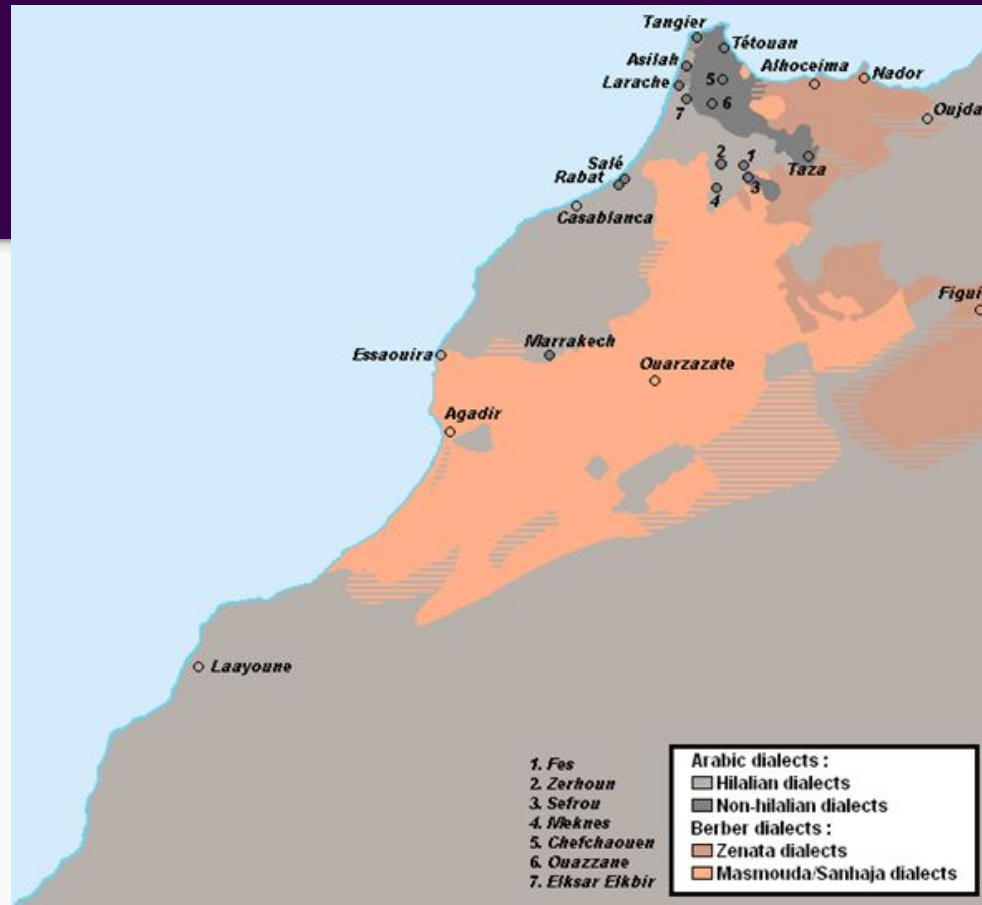 Tangier
Tétouan
Asilah
Alhoceima
Nador
Larache
5
6
7
Oujda
2
1
Taza
Salé
3
Rabat
4
Casablanca
Figui
Essaouira
Marrakech
Ouarzazate
Agadir
Laayoune
1. Fes
2. Zerhoun
3. Sefrou
4. Meknes
5. Chefchaouen
6. Ouazzane
7. Elksar Elkbir
Arabic dialects :
Hilalian dialects
Non-hilalian dialects
Berber dialects :
Zenata dialects
Masmouda/Sanhaja dialects